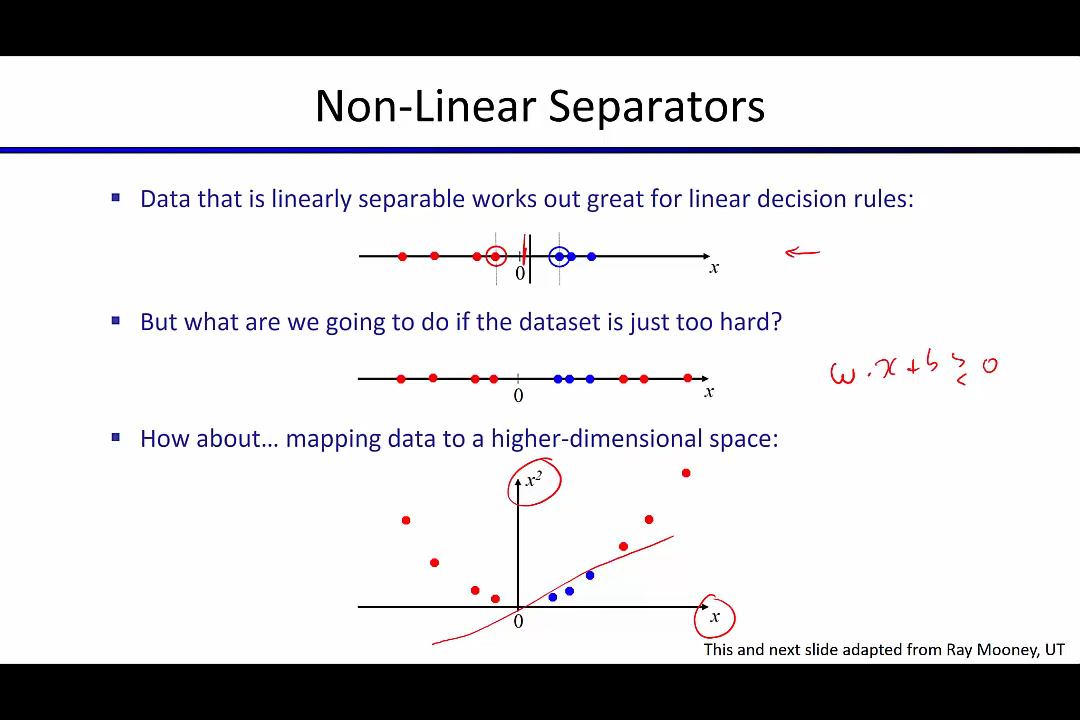 Non-Linear Separators
▪ Data that is linearly separable works out great for linear decision rules:
0
x
▪ But what are we going to do if the dataset is just too hard?
w · x + b ≷ 0
0
x
▪ How about... mapping data to a higher-dimensional space:
x²
0
x
This and next slide adapted from Ray Mooney, UT